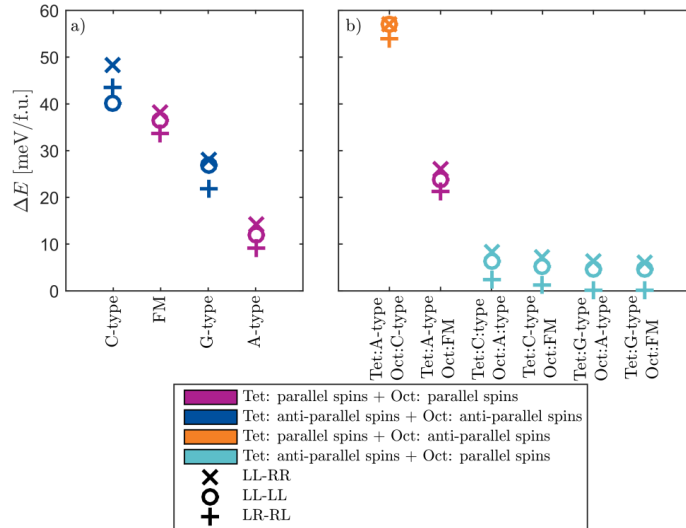 a)
b)
60
50
40
30
20
10
0
ΔE [meV/f.u.]
C-type
FM
G-type
A-type
Tet:A-type
Oct:C-type
Tet:A-type
Oct:FM
Tet:C:type
Oct:A:type
Tet:C-type
Oct:FM
Tet:G-type
Oct:A-type
Tet:G-type
Oct:FM
Tet: parallel spins + Oct: parallel spins
Tet: anti-parallel spins + Oct: anti-parallel spins
Tet: parallel spins + Oct: anti-parallel spins
Tet: anti-parallel spins + Oct: parallel spins
LL-RR
LL-LL
LR-RL